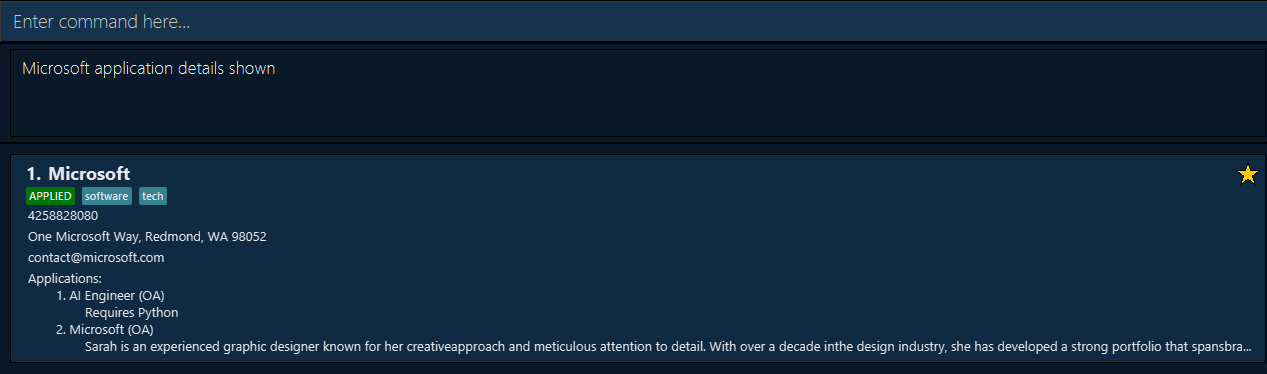 Enter command here...
Microsoft application details shown
1. Microsoft
APPLIED software tech
4258828080
One Microsoft Way, Redmond, WA 98052
contact@microsoft.com
Applications:
1. AI Engineer (OA)
Requires Python
2. Microsoft (OA)
Sarah is an experienced graphic designer known for her creativeapproach and meticulous attention to detail. With over a decade inthe design industry, she has developed a strong portfolio that spansbra...